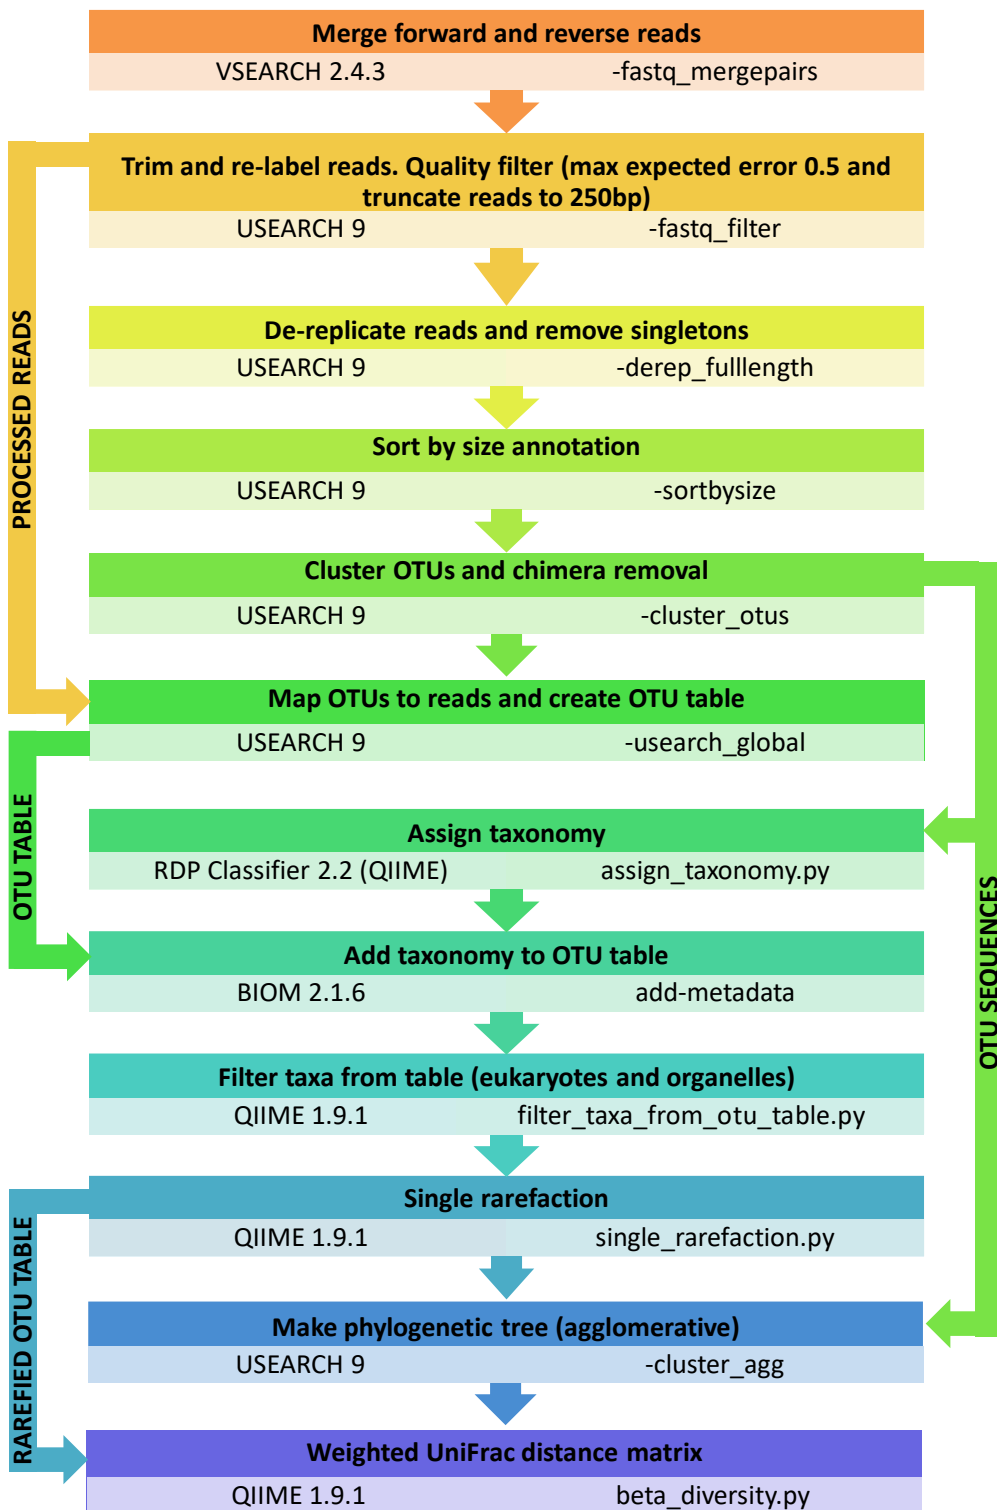 Merge forward and reverse reads
VSEARCH 2.4.3 -fastq_mergepairs
Trim and re-label reads. Quality filter (max expected error 0.5 and
truncate reads to 250bp)
USEARCH 9 -fastq_filter
De-replicate reads and remove singletons
USEARCH 9 -derep_fulllength
Sort by size annotation
USEARCH 9 -sortbysize
Cluster OTUs and chimera removal
USEARCH 9 -cluster_otus
Map OTUs to reads and create OTU table
USEARCH 9 -usearch_global
Assign taxonomy
RDP Classifier 2.2 (QIIME) assign_taxonomy.py
Add taxonomy to OTU table
BIOM 2.1.6 add-metadata
Filter taxa from table (eukaryotes and organelles)
QIIME 1.9.1 filter_taxa_from_otu_table.py
Single rarefaction
QIIME 1.9.1 single_rarefaction.py
Make phylogenetic tree (agglomerative)
USEARCH 9 -cluster_agg
Weighted UniFrac distance matrix
QIIME 1.9.1 beta_diversity.py
PROCESSED READS
OTU TABLE
RAREFIED OTU TABLE
OTU SEQUENCES